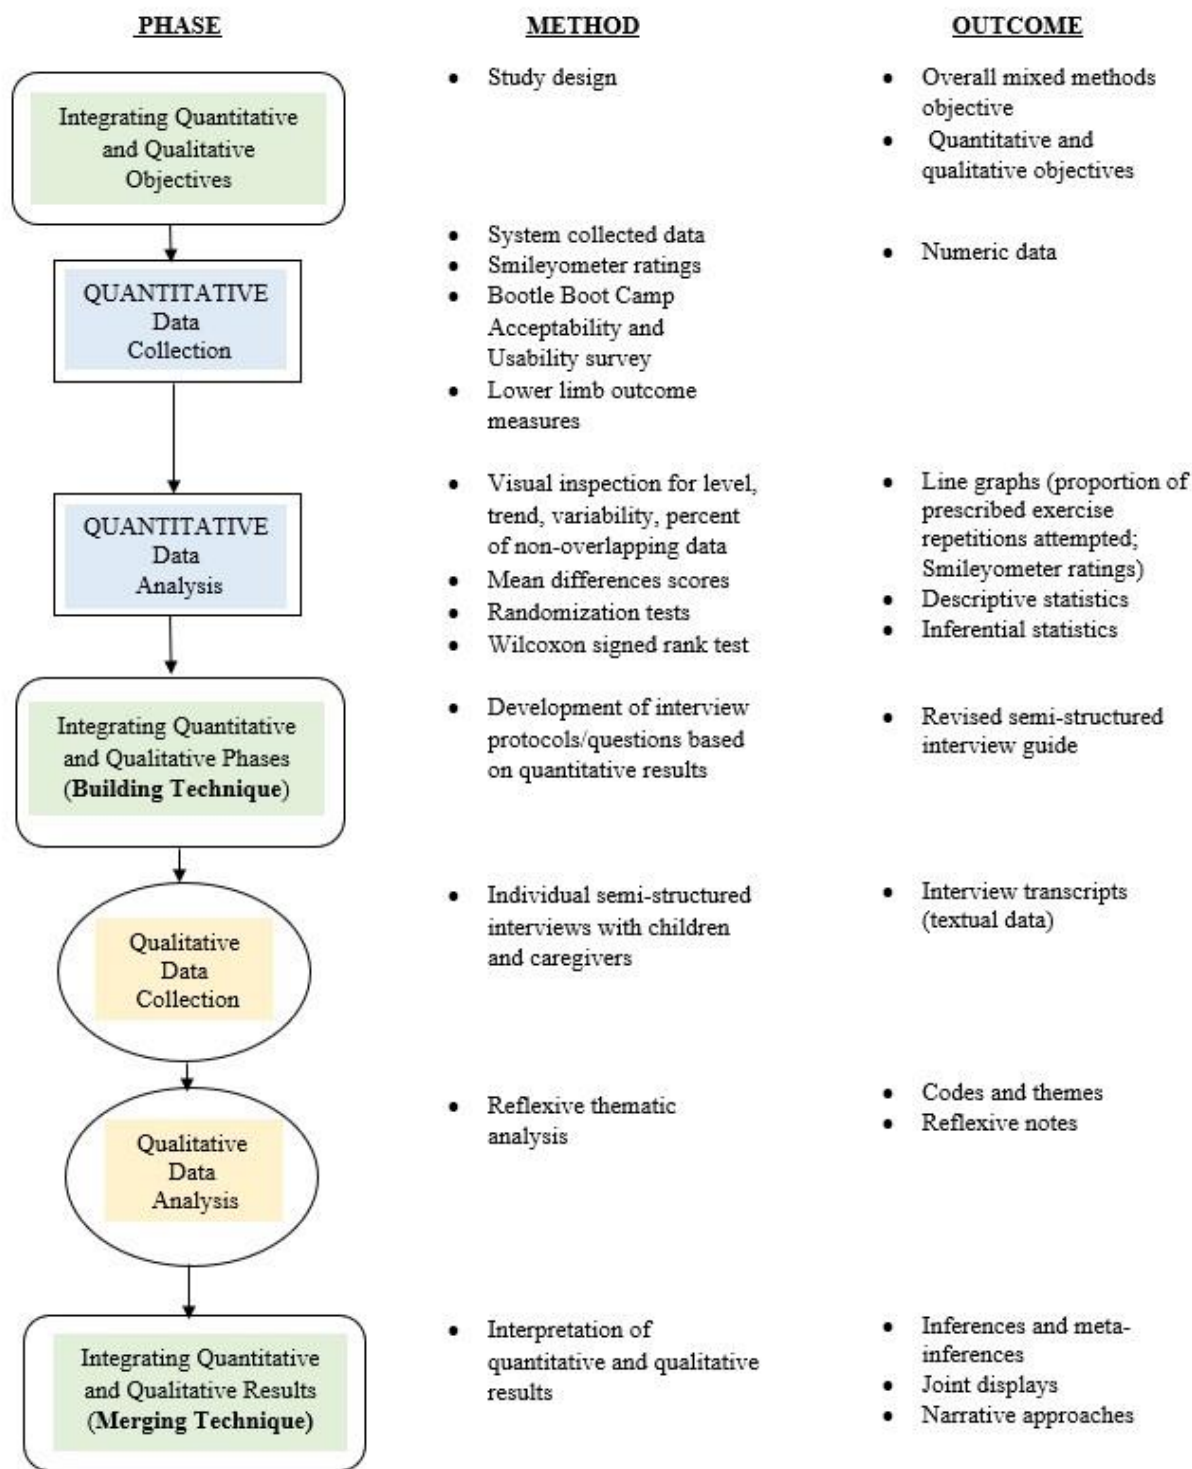 PHASE
METHOD
OUTCOME
Integrating Quantitative
and Qualitative
Objectives
• Study design
• Overall mixed methods
objective
• Quantitative and
qualitative objectives
QUANTITATIVE
Data
Collection
• System collected data
• Smileyometer ratings
• Bootle Boot Camp
Acceptability and
Usability survey
• Lower limb outcome
measures
• Numeric data
QUANTITATIVE
Data
Analysis
• Visual inspection for level,
trend, variability, percent
of non-overlapping data
• Mean differences scores
• Randomization tests
• Wilcoxon signed rank test
• Line graphs (proportion of
prescribed exercise
repetitions attempted;
Smileyometer ratings)
• Descriptive statistics
• Inferential statistics
Integrating Quantitative
and Qualitative Phases
(Building Technique)
• Development of interview
protocols/questions based
on quantitative results
• Revised semi-structured
interview guide
Qualitative
Data
Collection
• Individual semi-structured
interviews with children
and caregivers
• Interview transcripts
(textual data)
Qualitative
Data
Analysis
• Reflexive thematic
analysis
• Codes and themes
• Reflexive notes
Integrating Quantitative
and Qualitative Results
(Merging Technique)
• Interpretation of
quantitative and qualitative
results
• Inferences and meta-
inferences
• Joint displays
• Narrative approaches